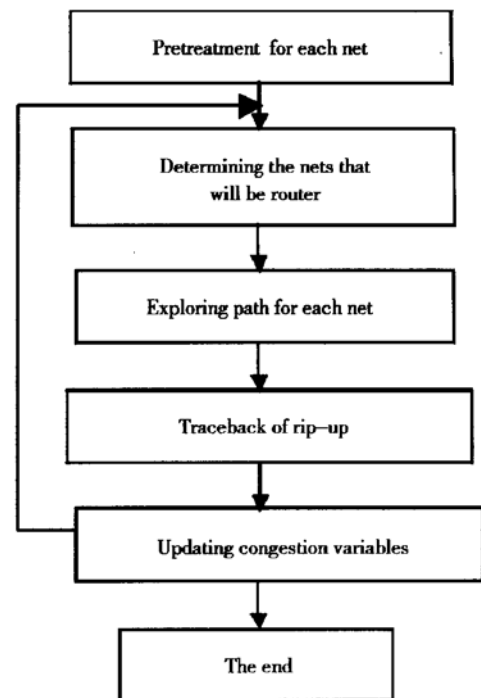 Pretreatment for each net
Determining the nets that
will be router
Exploring path for each net
Traceback of rip-up
Updating congestion variables
The end